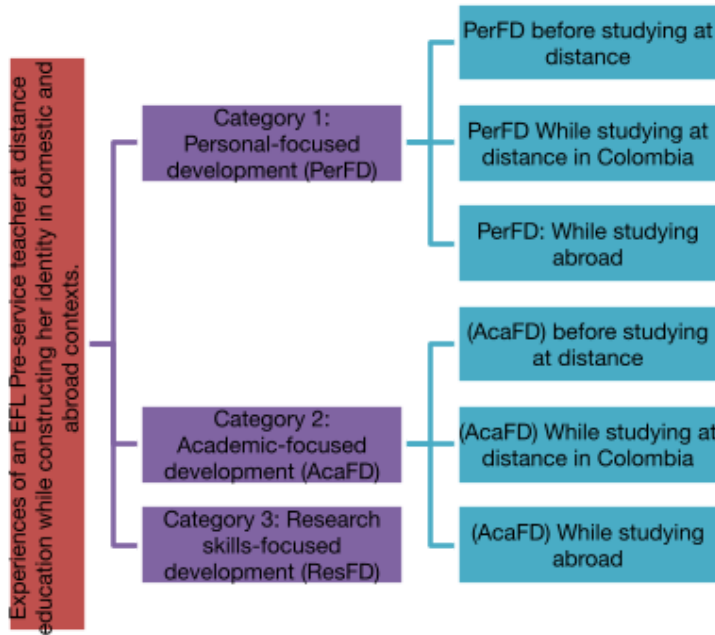 Experiences of an EFL Pre-service teacher at distance
education while constructing her identity in domestic and
abroad contexts.
Category 1:
Personal-focused
development (PerFD)
PerFD before studying at
distance
PerFD While studying at
distance in Colombia
PerFD: While studying
abroad
Category 2:
Academic-focused
development (AcaFD)
(AcaFD) before studying
at distance
(AcaFD) While studying at
distance in Colombia
(AcaFD) While studying
abroad
Category 3: Research
skills-focused
development (ResFD)